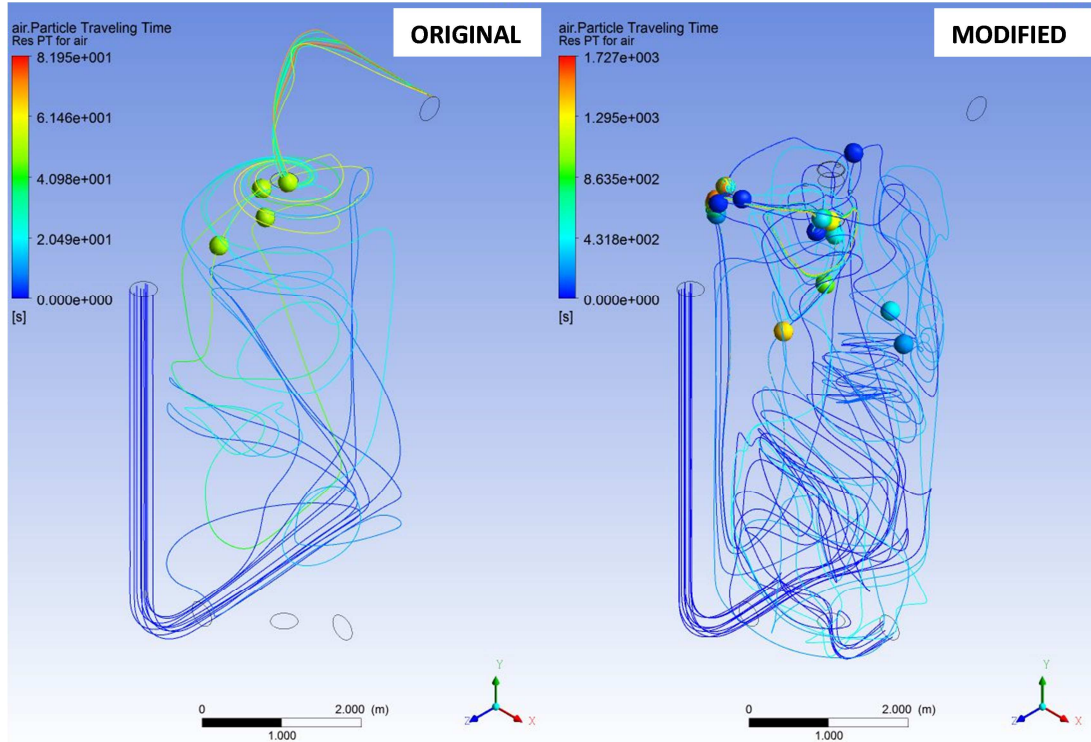 air.Particle Traveling Time
Res PT for air
8.195e+001
6.146e+001
4.098e+001
2.049e+001
0.000e+000
[s]
ORIGINAL
Y
Z
X
0
2.000 (m)
1.000
air.Particle Traveling Time
Res PT for air
1.727e+003
1.295e+003
8.635e+002
4.318e+002
0.000e+000
[s]
MODIFIED
Y
Z
X
0
2.000 (m)
1.000